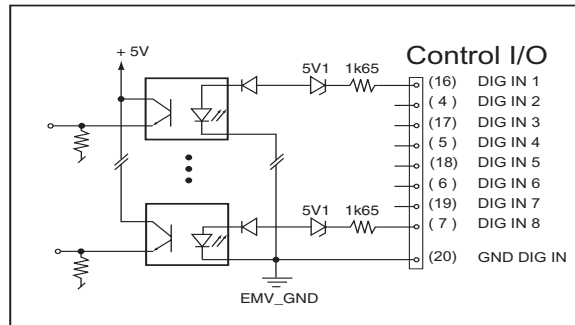 + 5V
5V1 1k65
Control I/O
(16) DIG IN 1
( 4 ) DIG IN 2
(17) DIG IN 3
( 5 ) DIG IN 4
(18) DIG IN 5
( 6 ) DIG IN 6
(19) DIG IN 7
5V1 1k65
( 7 ) DIG IN 8
(20) GND DIG IN
EMV_GND